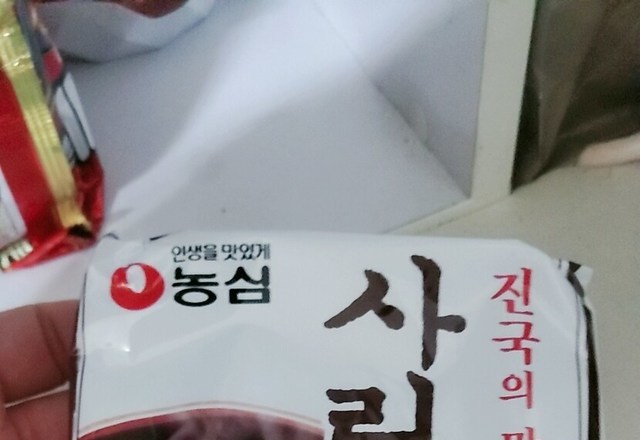 인생을 맛있게
농심
사
진국의